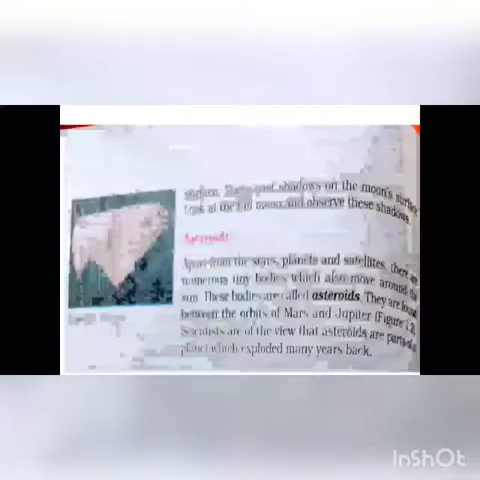 surface. These cast shadows on the moon's surface.
Look at the full moon and observe these shadows.
Asteroids
Apart from the stars, planets and satellites, there are
numerous tiny bodies which also move around the
sun. These bodies are called asteroids. They are found
between the orbits of Mars and Jupiter (Figure
Scientists are of the view that asteroids are parts of a
planet which exploded many years back.
InShOt